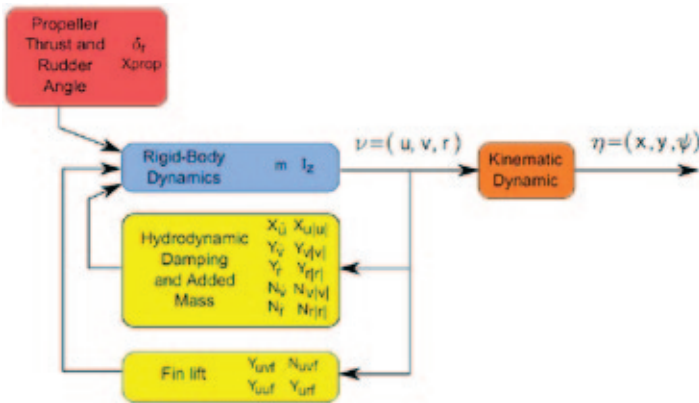 Propeller
Thrust and δr
Rudder Xprop
Angle
Rigid-Body m Iz
Dynamics
ν=(u, v, r)
Kinematic
Dynamic
η=(x, y, ψ)
Hydrodynamic
Damping
and Added
Mass
Xu̇ Xu|u|
Yv̇ Yv|v|
Yṙ Yr|r|
Nv̇ Nv|v|
Nṙ Nr|r|
Fin lift
Yuvf Nuvf
Yuuf Yurf